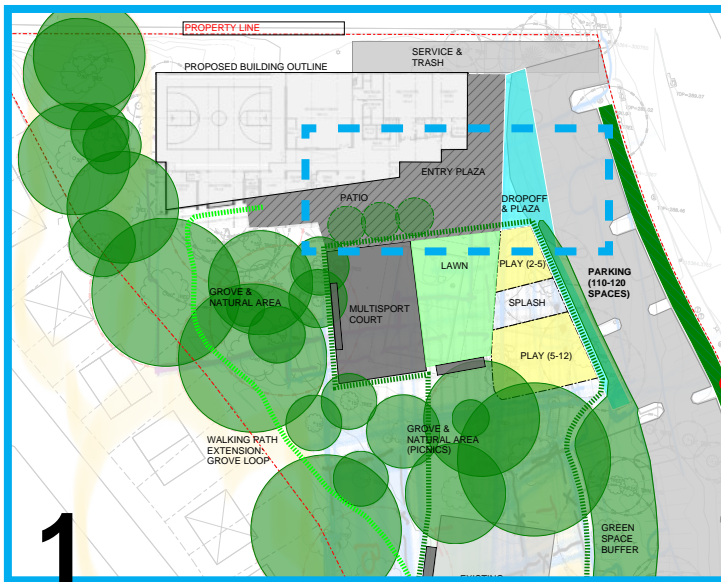 PROPERTY LINE
SERVICE &
TRASH
PROPOSED BUILDING OUTLINE
ENTRY PLAZA
PATIO
DROPOFF
& PLAZA
LAWN
PLAY (2-5)
PARKING
(110-120
SPACES)
GROVE &
NATURAL AREA
MULTISPORT
COURT
SPLASH
PLAY (5-12)
WALKING PATH
EXTENSION:
GROVE LOOP
GROVE &
NATURAL AREA
(PICNICS)
GREEN
SPACE
BUFFER
1